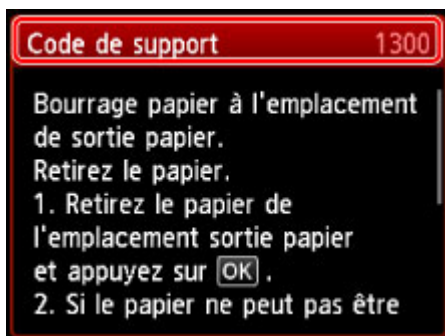 Code de support 1300
Bourrage papier à l'emplacement
de sortie papier.
Retirez le papier.
1. Retirez le papier de
l'emplacement sortie papier
et appuyez sur OK .
2. Si le papier ne peut pas être